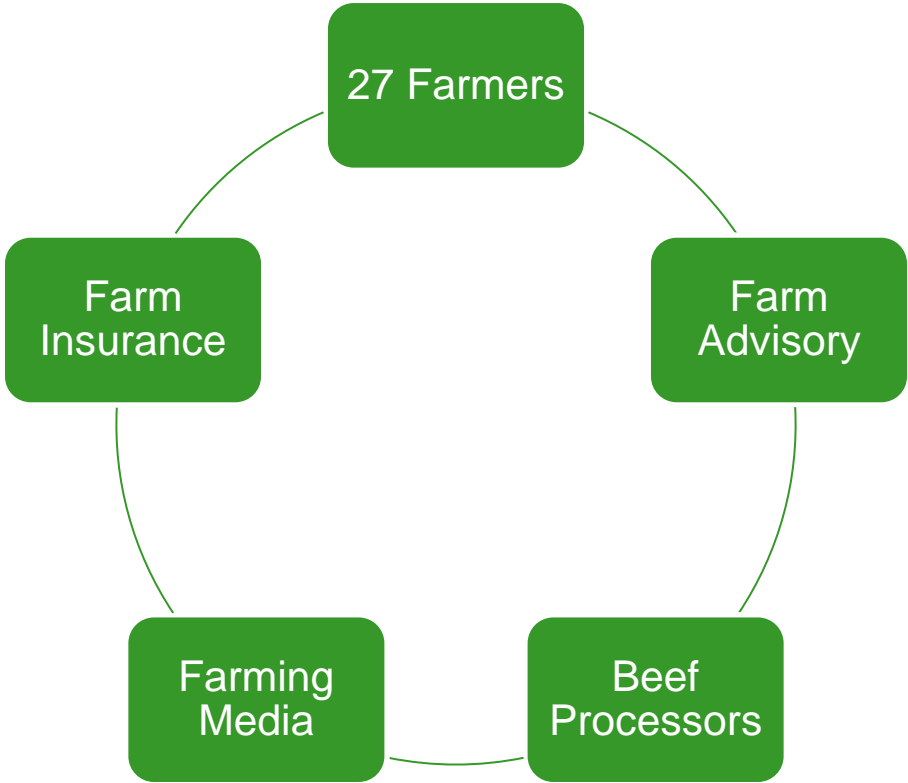 27 Farmers
Farm
Advisory
Beef
Processors
Farming
Media
Farm
Insurance